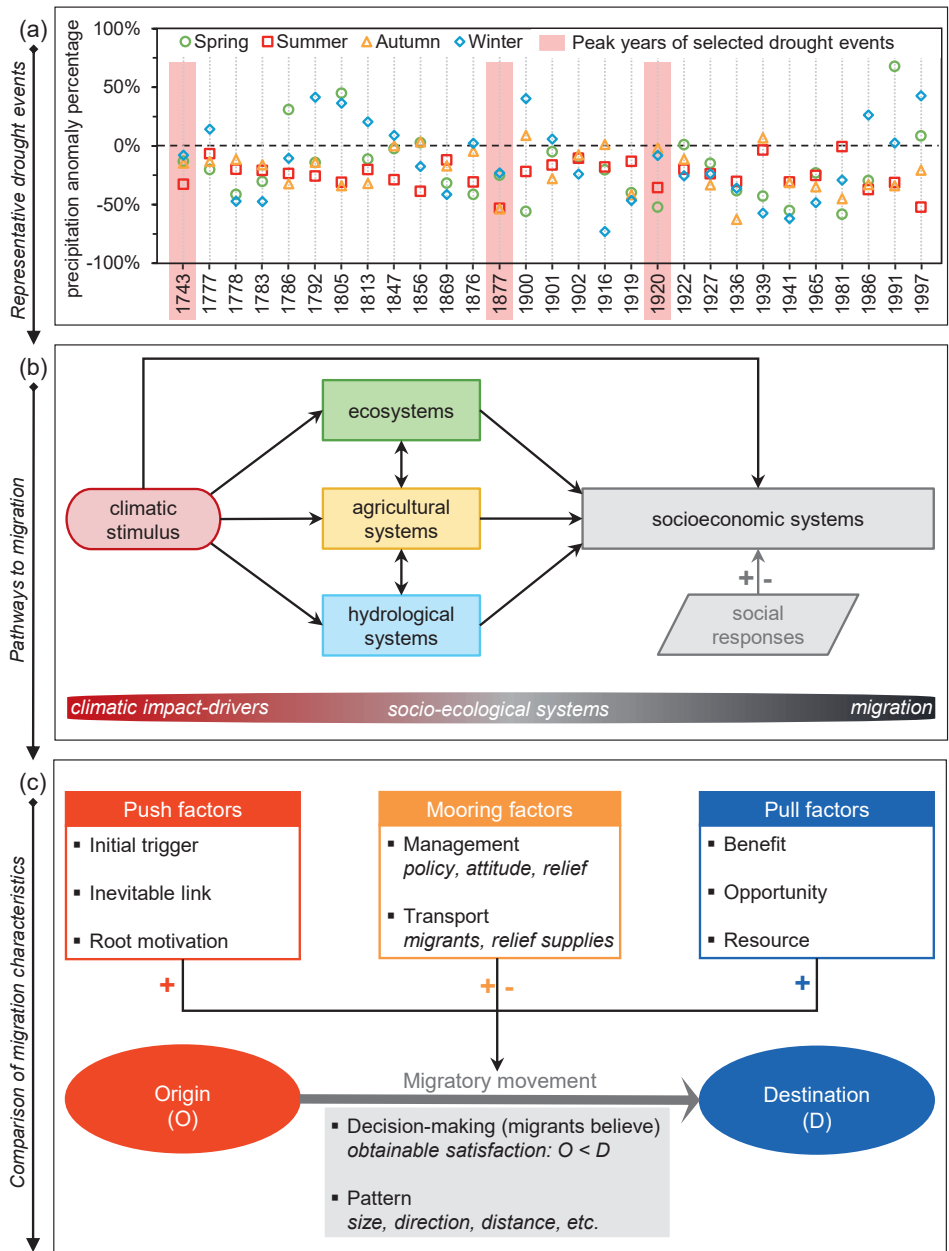 (a)
Representative drought events
precipitation anomaly percentage
100%
50%
0%
-50%
-100%
Spring
Summer
Autumn
Winter
Peak years of selected drought events
1743
1777
1778
1783
1786
1792
1805
1813
1847
1856
1869
1876
1877
1900
1901
1902
1916
1919
1920
1922
1927
1936
1939
1941
1965
1981
1986
1991
1997
(b)
Pathways to migration
climatic
stimulus
ecosystems
agricultural
systems
hydrological
systems
socioeconomic systems
+ -
social
responses
climatic impact-drivers
socio-ecological systems
migration
(c)
Comparison of migration characteristics
Push factors
▪ Initial trigger
▪ Inevitable link
▪ Root motivation
Mooring factors
▪ Management
policy, attitude, relief
▪ Transport
migrants, relief supplies
Pull factors
▪ Benefit
▪ Opportunity
▪ Resource
+
+ -
+
Origin
(O)
Migratory movement
Destination
(D)
▪ Decision-making (migrants believe)
obtainable satisfaction: O < D
▪ Pattern
size, direction, distance, etc.